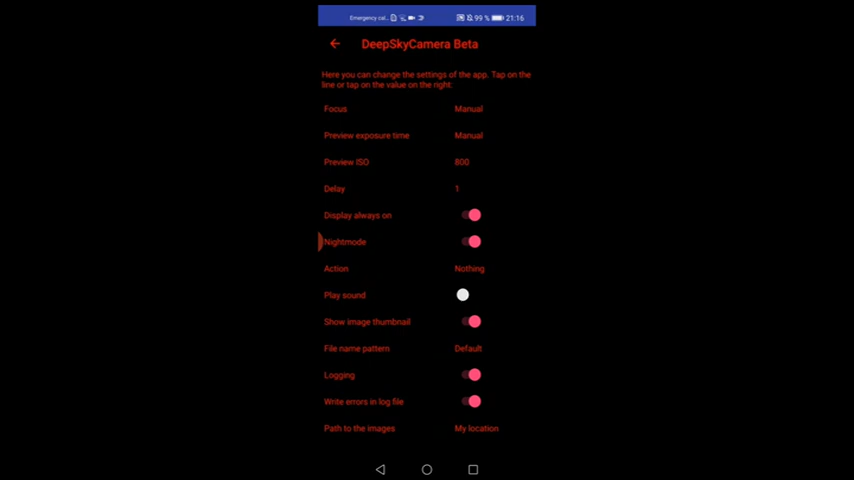 Emergency cal... 99 % 21:16
DeepSkyCamera Beta
Here you can change the settings of the app. Tap on the
line or tap on the value on the right:
Focus Manual
Preview exposure time Manual
Preview ISO 800
Delay 1
Display always on
Nightmode
Action Nothing
Play sound
Show image thumbnail
File name pattern Default
Logging
Write errors in log file
Path to the images My location